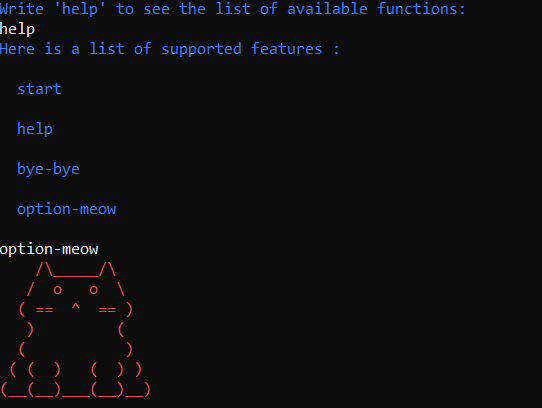 Write 'help' to see the list of available functions:
help
Here is a list of supported features :
  start
  help
  bye-bye
  option-meow
option-meow
    /\_____/\
   /  o   o  \
  ( ==  ^  == )
   )         (
  (           )
 ( (  )   (  ) )
(__(__)___(__)__)